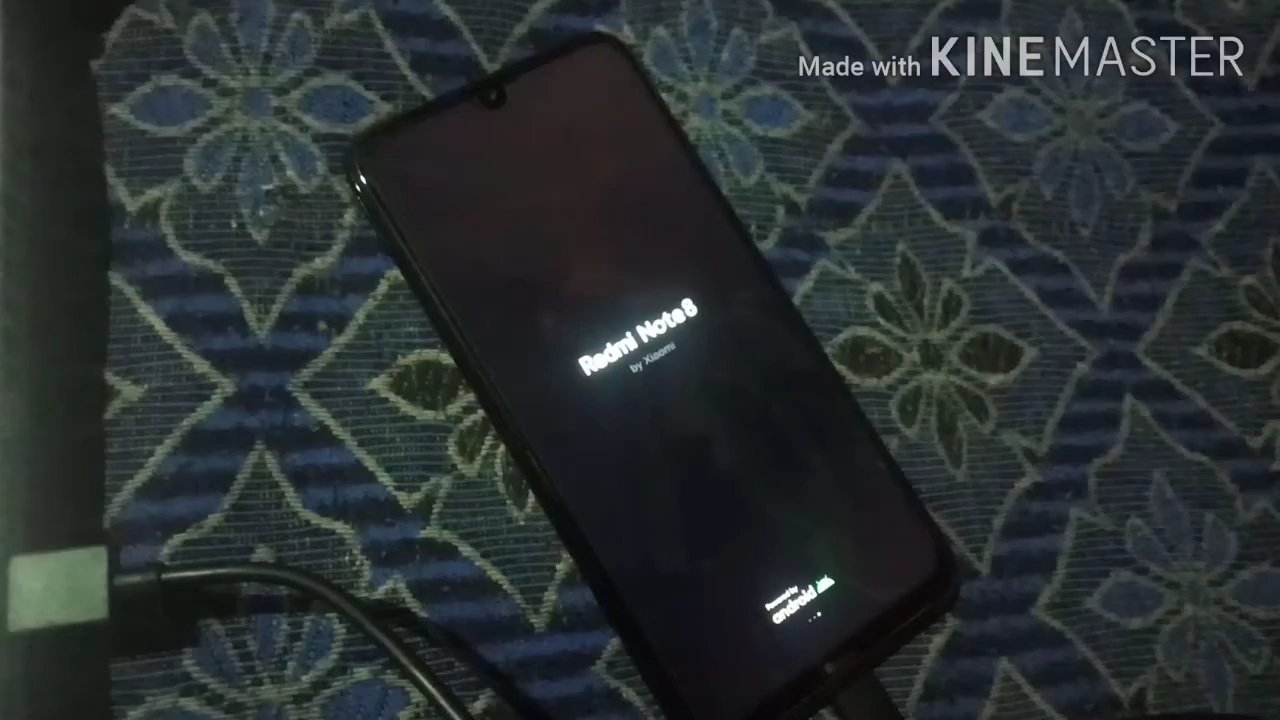 Made with KINEMASTER
Redmi Note 8
by Xiaomi
Powered by
android